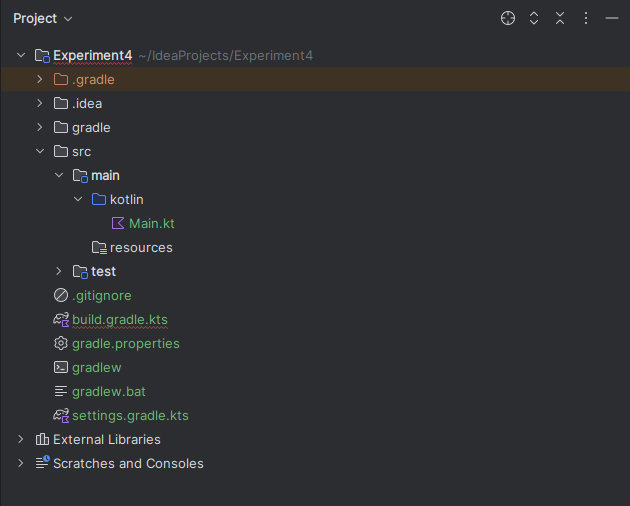 Project
Experiment4 ~/IdeaProjects/Experiment4
.gradle
.idea
gradle
src
main
kotlin
Main.kt
resources
test
.gitignore
build.gradle.kts
gradle.properties
gradlew
gradlew.bat
settings.gradle.kts
External Libraries
Scratches and Consoles